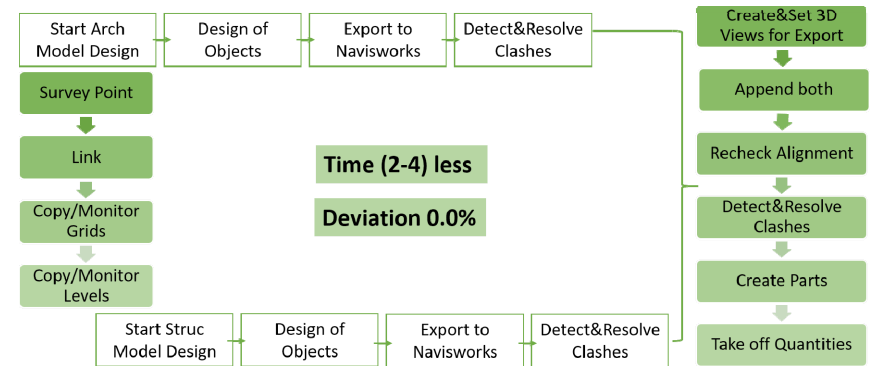 Start Arch
Model Design
Design of
Objects
Export to
Navisworks
Detect&Resolve
Clashes
Survey Point
Link
Copy/Monitor
Grids
Copy/Monitor
Levels
Time (2-4) less
Deviation 0.0%
Start Struc
Model Design
Design of
Objects
Export to
Navisworks
Detect&Resolve
Clashes
Create&Set 3D
Views for Export
Append both
Recheck Alignment
Detect&Resolve
Clashes
Create Parts
Take off Quantities